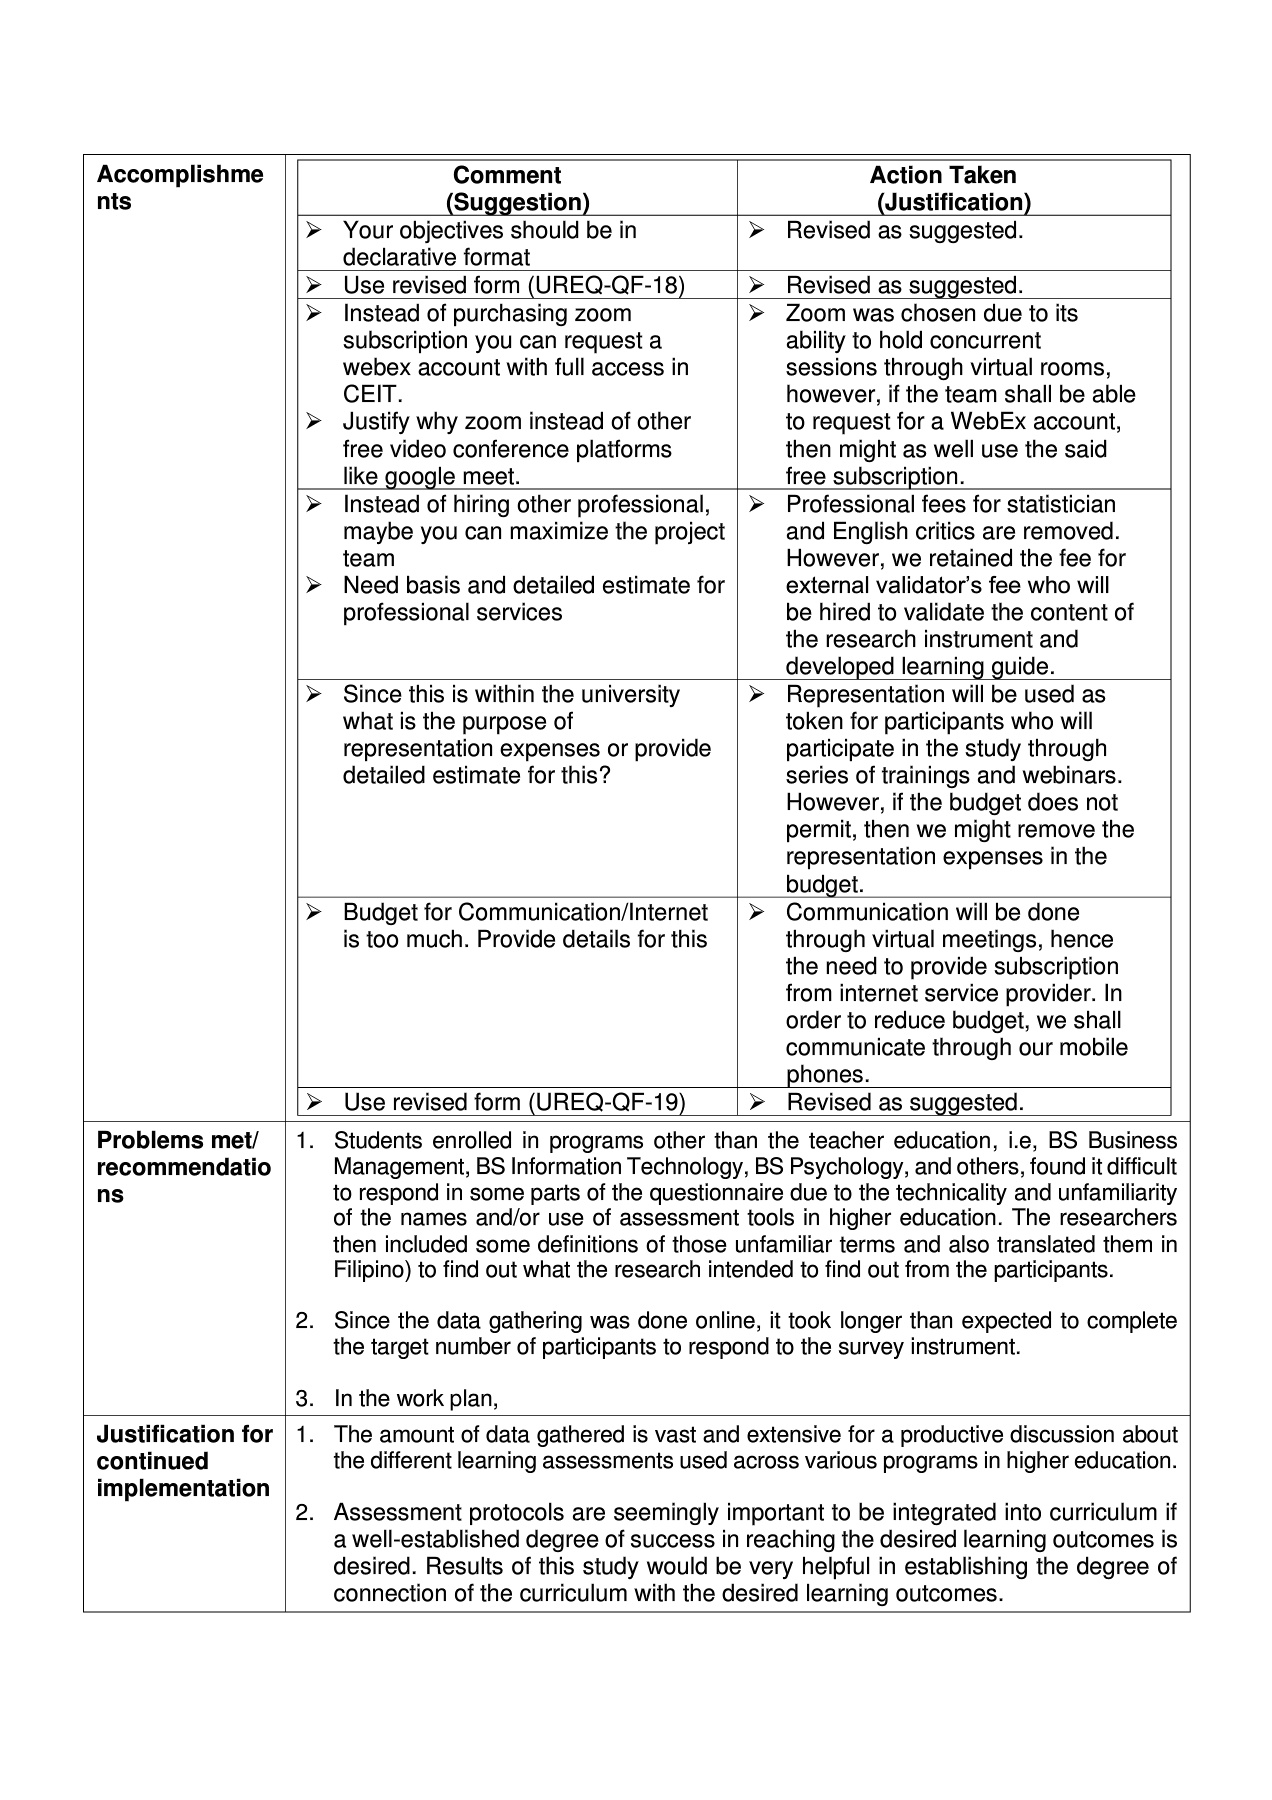 Accomplishme
nts
Comment
(Suggestion)
Action Taken
(Justification)
➢ Your objectives should be in
declarative format
➢ Revised as suggested.
➢ Use revised form (UREQ-QF-18)
➢ Revised as suggested.
➢ Instead of purchasing zoom
subscription you can request a
webex account with full access in
CEIT.
➢ Justify why zoom instead of other
free video conference platforms
like google meet.
➢ Zoom was chosen due to its
ability to hold concurrent
sessions through virtual rooms,
however, if the team shall be able
to request for a WebEx account,
then might as well use the said
free subscription.
➢ Instead of hiring other professional,
maybe you can maximize the project
team
➢ Need basis and detailed estimate for
professional services
➢ Professional fees for statistician
and English critics are removed.
However, we retained the fee for
external validator’s fee who will
be hired to validate the content of
the research instrument and
developed learning guide.
➢ Since this is within the university
what is the purpose of
representation expenses or provide
detailed estimate for this?
➢ Representation will be used as
token for participants who will
participate in the study through
series of trainings and webinars.
However, if the budget does not
permit, then we might remove the
representation expenses in the
budget.
➢ Budget for Communication/Internet
is too much. Provide details for this
➢ Communication will be done
through virtual meetings, hence
the need to provide subscription
from internet service provider. In
order to reduce budget, we shall
communicate through our mobile
phones.
➢ Use revised form (UREQ-QF-19)
➢ Revised as suggested.
Problems met/
recommendatio
ns
1. Students enrolled in programs other than the teacher education, i.e, BS Business
Management, BS Information Technology, BS Psychology, and others, found it difficult
to respond in some parts of the questionnaire due to the technicality and unfamiliarity
of the names and/or use of assessment tools in higher education. The researchers
then included some definitions of those unfamiliar terms and also translated them in
Filipino) to find out what the research intended to find out from the participants.
2. Since the data gathering was done online, it took longer than expected to complete
the target number of participants to respond to the survey instrument.
3. In the work plan,
Justification for
continued
implementation
1. The amount of data gathered is vast and extensive for a productive discussion about
the different learning assessments used across various programs in higher education.
2. Assessment protocols are seemingly important to be integrated into curriculum if
a well-established degree of success in reaching the desired learning outcomes is
desired. Results of this study would be very helpful in establishing the degree of
connection of the curriculum with the desired learning outcomes.